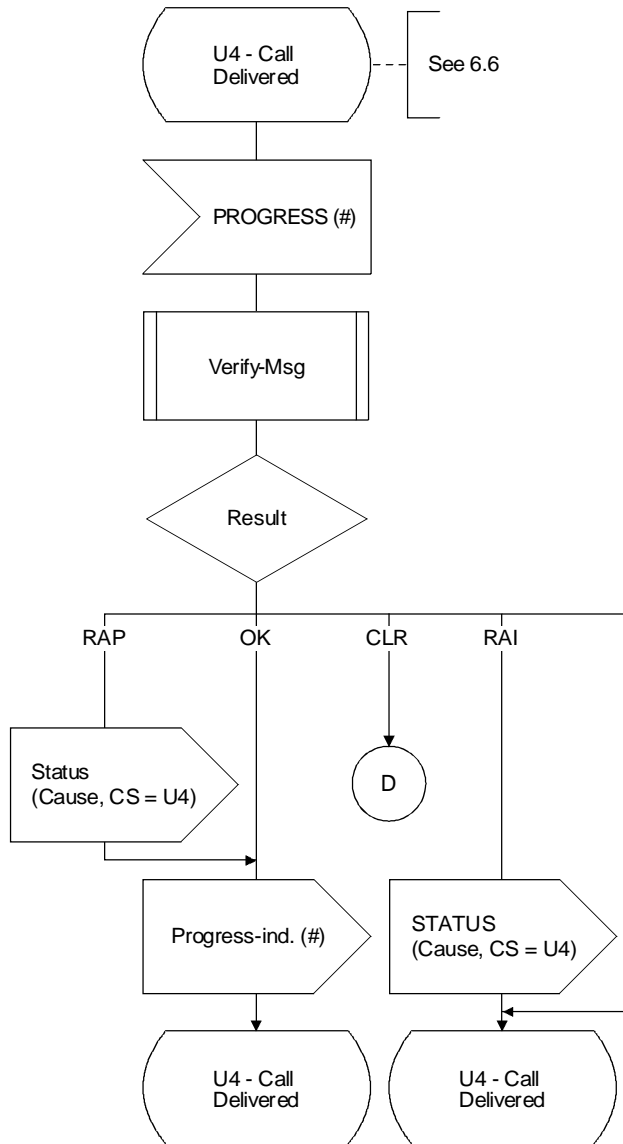 U4 - Call
Delivered
See 6.6
PROGRESS (#)
Verify-Msg
Result
RAP
OK
CLR
RAI
Status
(Cause, CS = U4)
D
Progress-ind. (#)
STATUS
(Cause, CS = U4)
U4 - Call
Delivered
U4 - Call
Delivered